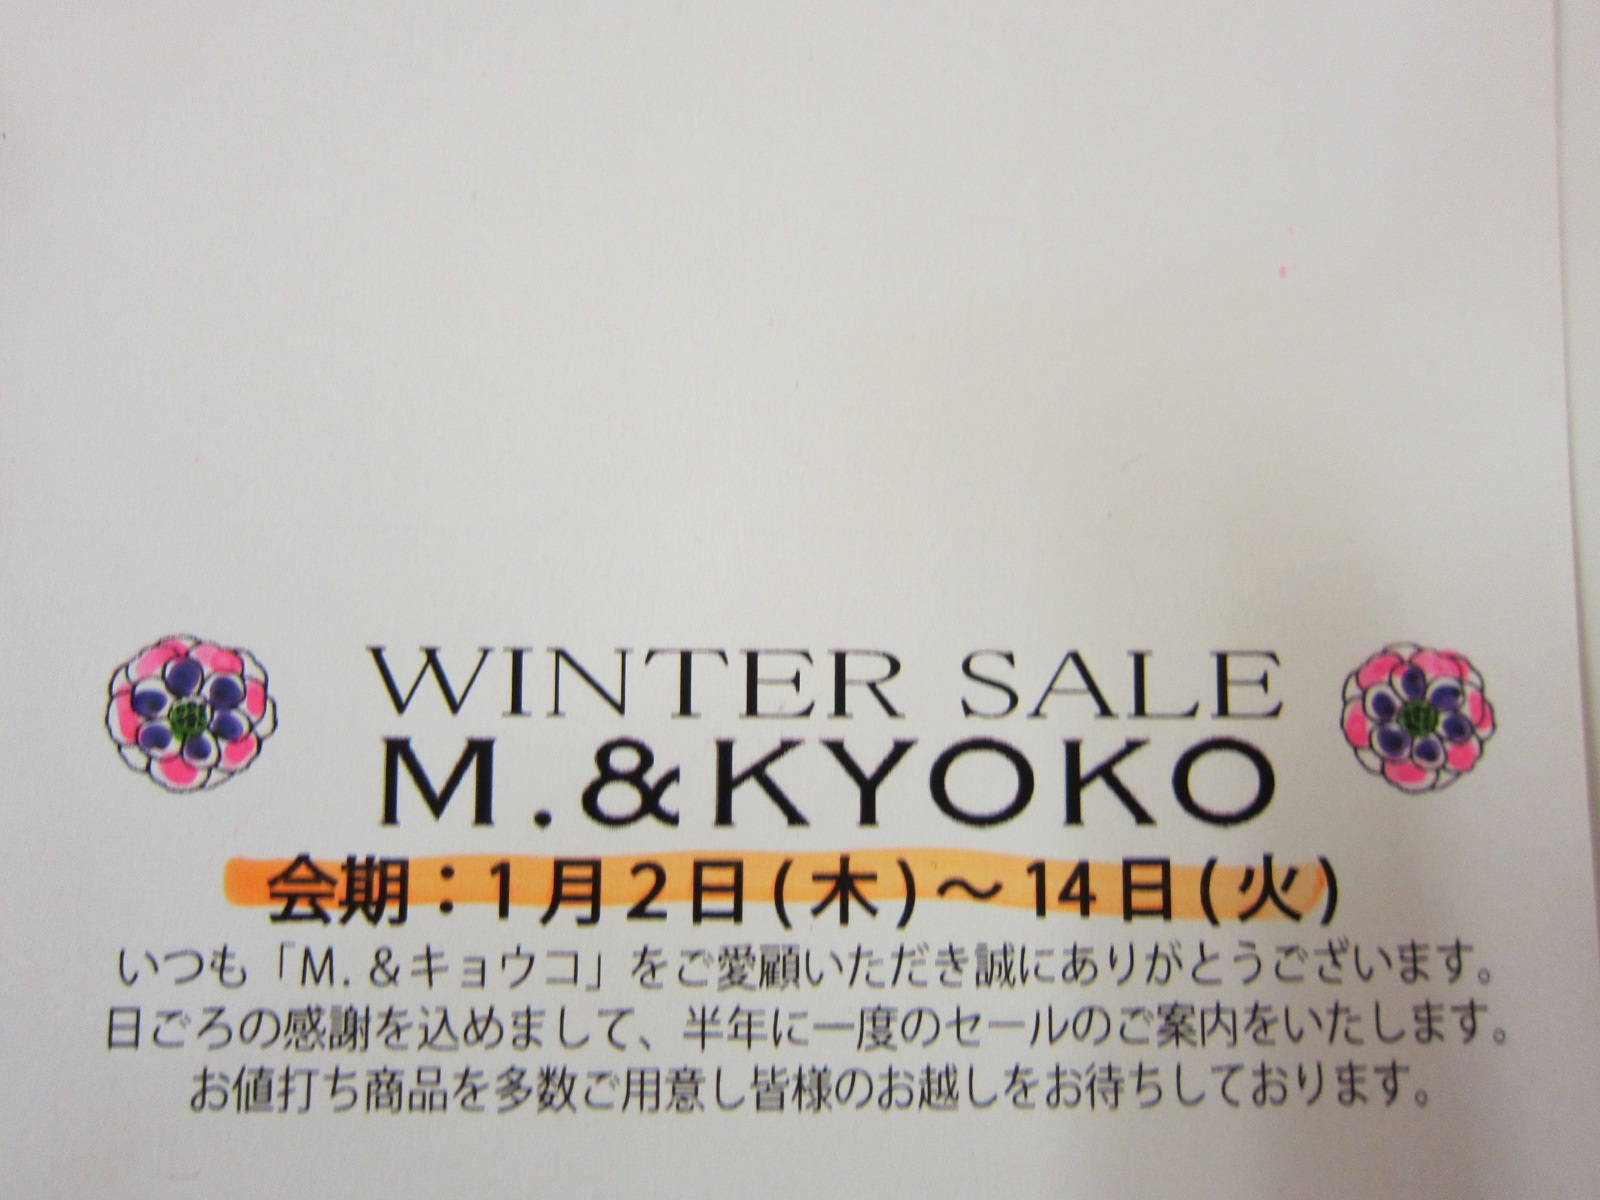 WINTER SALE
M.&KYOKO
会期：1月2日(木)～14日(火)
いつも「M.&キョウコ」をご愛顧いただき誠にありがとうございます。
日ごろの感謝を込めまして、半年に一度のセールのご案内をいたします。
お値打ち商品を多数ご用意し皆様のお越しをお待ちしております。